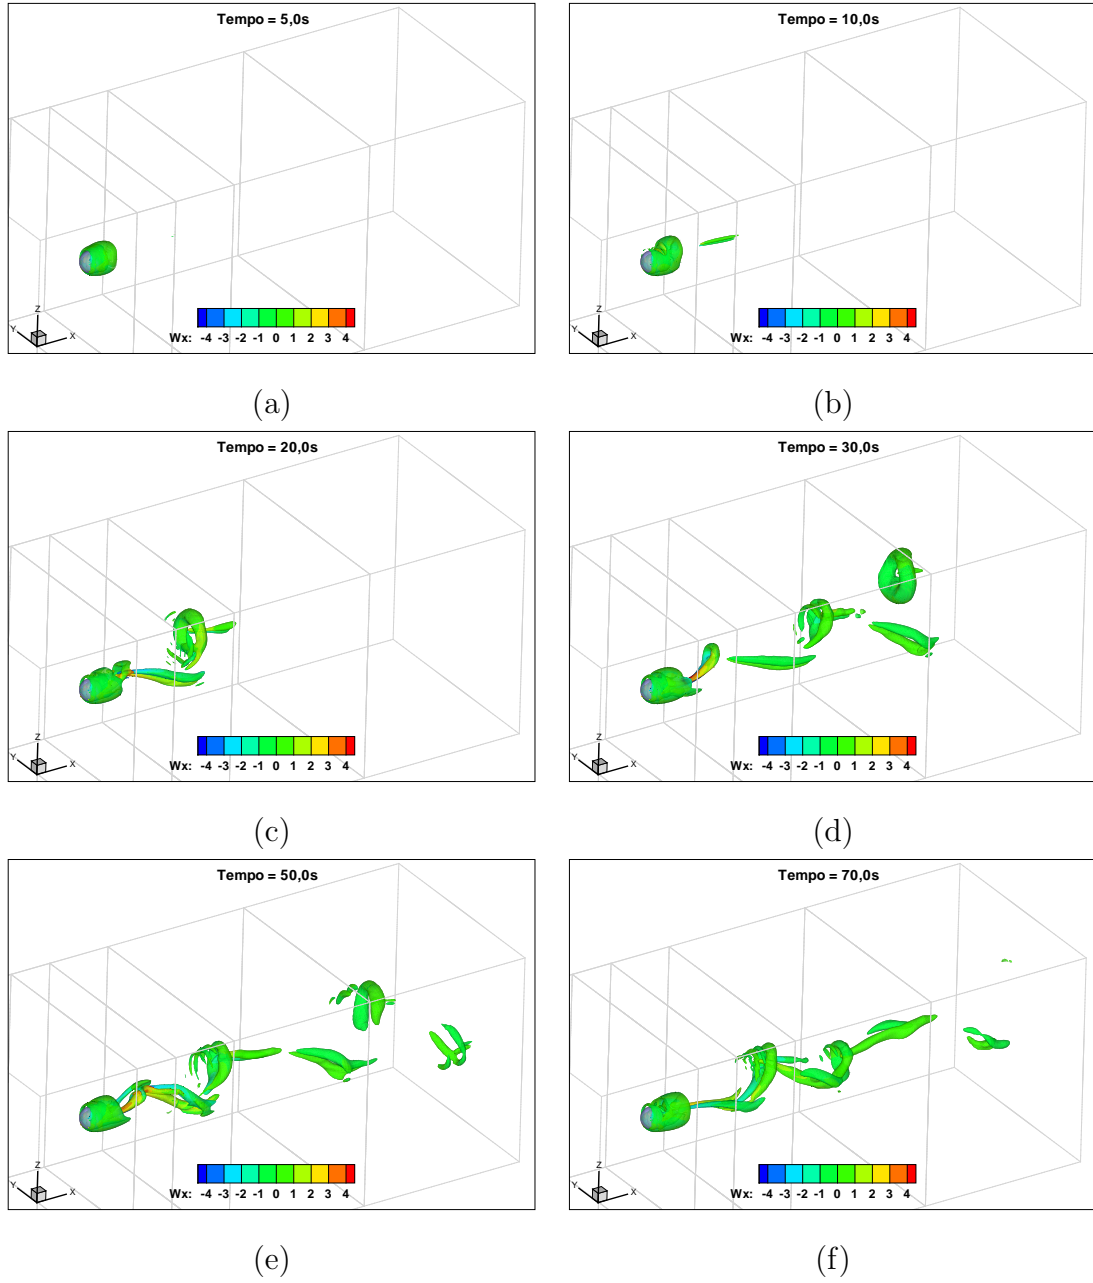 Tempo = 5,0s
Z
Y
X
Wx: -4 -3 -2 -1 0 1 2 3 4
(a)
Tempo = 10,0s
Z
Y
X
Wx: -4 -3 -2 -1 0 1 2 3 4
(b)
Tempo = 20,0s
Z
Y
X
Wx: -4 -3 -2 -1 0 1 2 3 4
(c)
Tempo = 30,0s
Z
Y
X
Wx: -4 -3 -2 -1 0 1 2 3 4
(d)
Tempo = 50,0s
Z
Y
X
Wx: -4 -3 -2 -1 0 1 2 3 4
(e)
Tempo = 70,0s
Z
Y
X
Wx: -4 -3 -2 -1 0 1 2 3 4
(f)